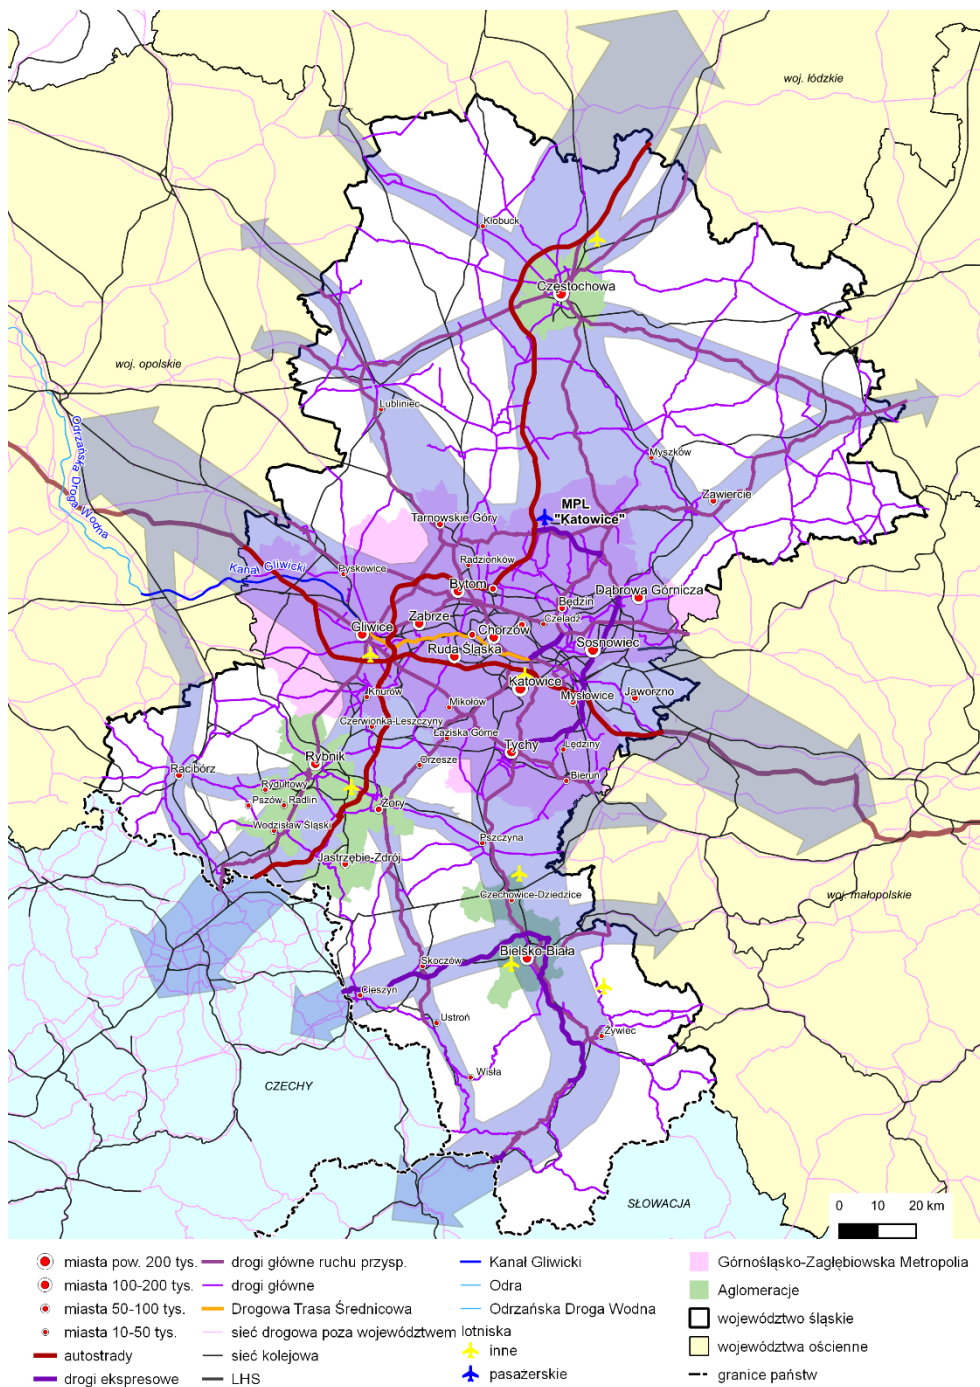 woj. łódzkie
Kłobuck
Częstochowa
woj. opolskie
Lubliniec
Odrzańska Droga Wodna
Myszków
Zawiercie
MPL
"Katowice"
Tarnowskie Góry
Radzionków
Kanał Gliwicki
Pyskowice
Bytom
Dąbrowa Górnicza
Będzin
Zabrze
Czeladź
Gliwice
Chorzów
Sosnowiec
Ruda Śląska
Katowice
Knurów
Mikołów
Mysłowice
Jaworzno
Czerwionka-Leszczyny
Łaziska Górne
Tychy
Lędziny
Rybnik
Orzesze
Racibórz
Bieruń
Rydułtowy
Pszów
Radlin
Żory
Wodzisław Śląski
Pszczyna
Jastrzębie-Zdrój
Czechowice-Dziedzice
woj. małopolskie
Bielsko-Biała
Skoczów
Cieszyn
Ustroń
Żywiec
Wisła
CZECHY
SŁOWACJA
0 10 20 km
miasta pow. 200 tys.
miasta 100-200 tys.
miasta 50-100 tys.
miasta 10-50 tys.
autostrady
drogi ekspresowe
drogi główne ruchu przysp.
drogi główne
Drogowa Trasa Średnicowa
sieć drogowa poza województwem
sieć kolejowa
LHS
Kanał Gliwicki
Odra
Odrzańska Droga Wodna
lotniska
inne
pasażerskie
Górnośląsko-Zagłębiowska Metropolia
Aglomeracje
województwo śląskie
województwa ościenne
granice państw